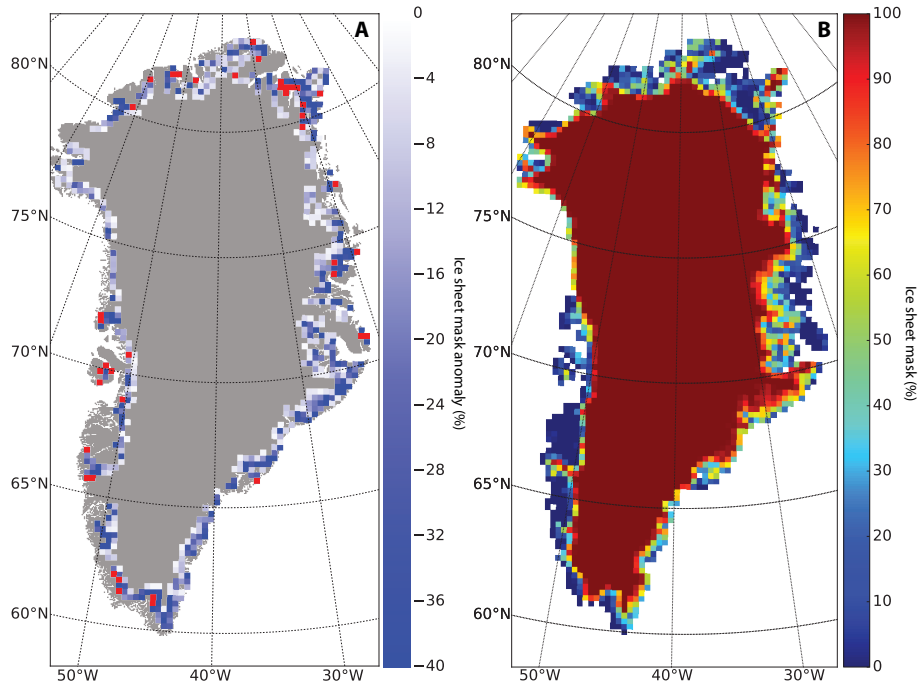 A
80°N
75°N
70°N
65°N
60°N
50°W
40°W
30°W
0
−4
−8
−12
−16
−20
−24
−28
−32
−36
−40
Ice sheet mask anomaly (%)
B
80°N
75°N
70°N
65°N
60°N
50°W
40°W
30°W
100
90
80
70
60
50
40
30
20
10
0
Ice sheet mask (%)